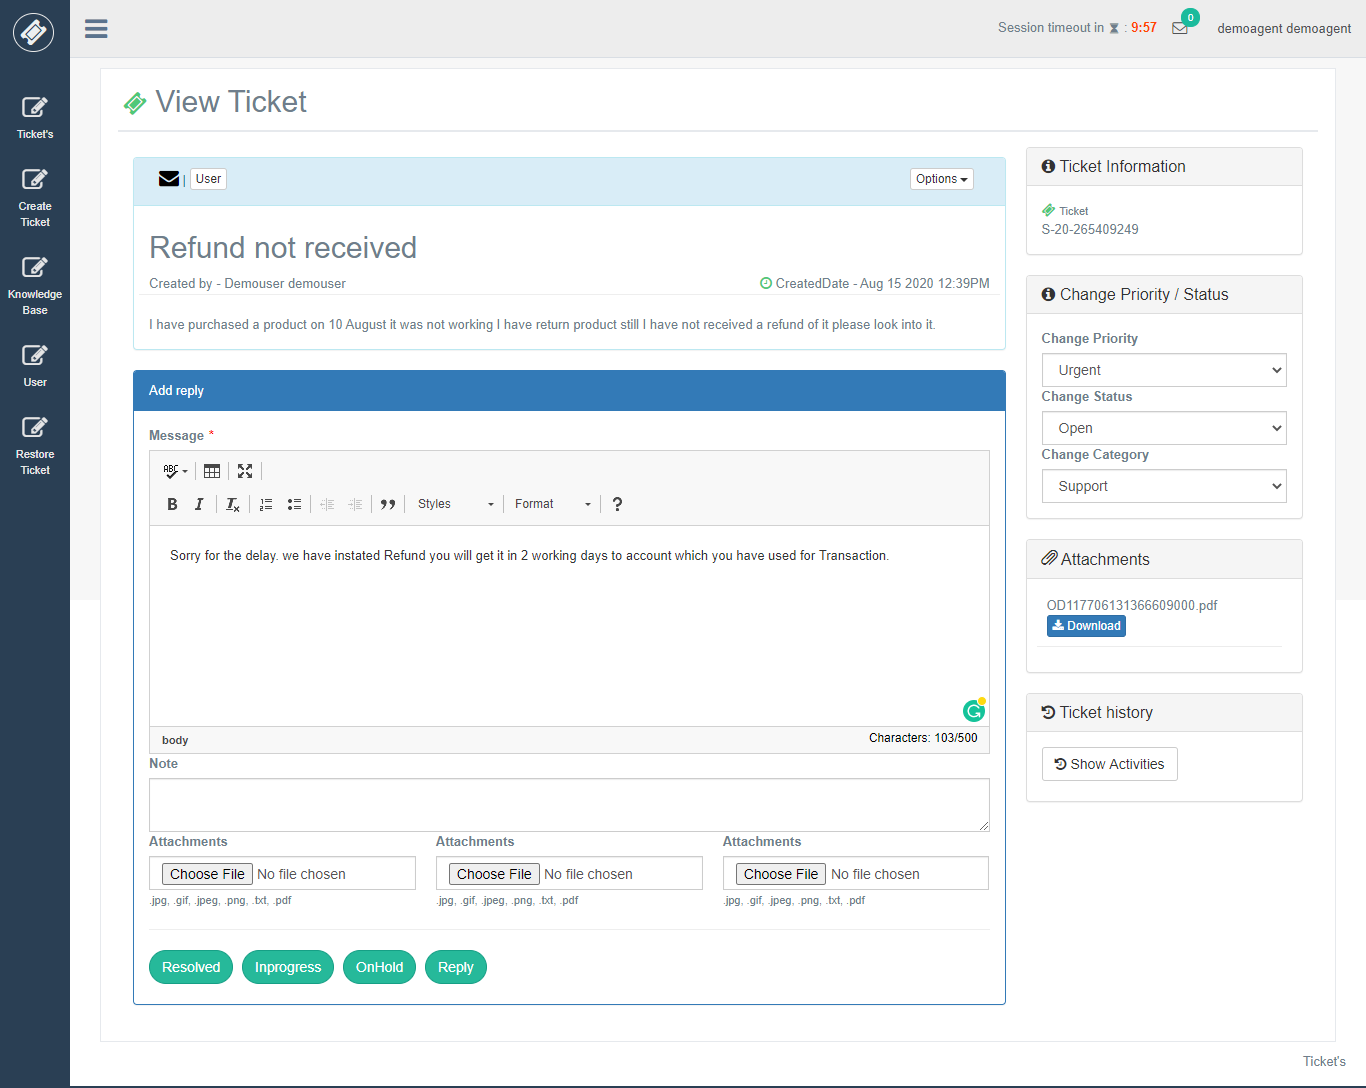 Session timeout in : 9:57
0
demoagent demoagent
Ticket's
Create
Ticket
Knowledge
Base
User
Restore
Ticket
View Ticket
| User
Options
Refund not received
Created by - Demouser demouser
CreatedDate - Aug 15 2020 12:39PM
I have purchased a product on 10 August it was not working I have return product still I have not received a refund of it please look into it.
Add reply
Message *
ABC
B I Tx Styles Format ?
Sorry for the delay. we have instated Refund you will get it in 2 working days to account which you have used for Transaction.
body
Characters: 103/500
Note
Attachments Attachments Attachments
Choose File No file chosen Choose File No file chosen Choose File No file chosen
.jpg, .gif, .jpeg, .png, .txt, .pdf .jpg, .gif, .jpeg, .png, .txt, .pdf .jpg, .gif, .jpeg, .png, .txt, .pdf
Resolved Inprogress OnHold Reply
Ticket Information
Ticket
S-20-265409249
Change Priority / Status
Change Priority
Urgent
Change Status
Open
Change Category
Support
Attachments
OD117706131366609000.pdf
Download
Ticket history
Show Activities
Ticket's